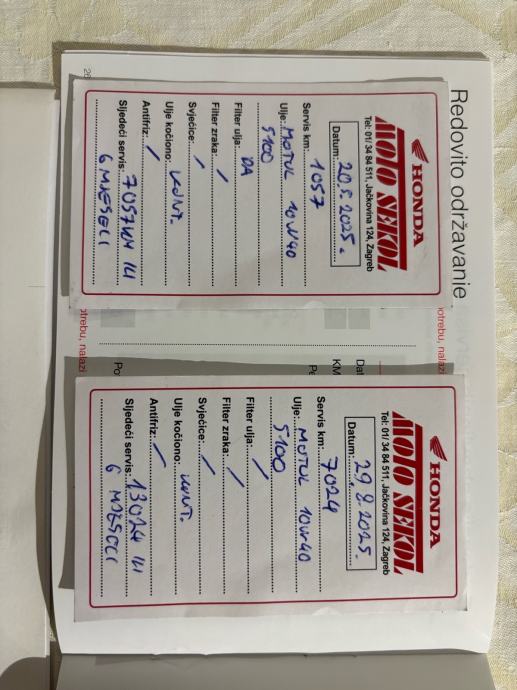 Redovito održavanje
HONDA
MOTO SEKOL
Tel: 01/ 34 84 511, Jačkovina 124, Zagreb
Datum: 20.5.2025.
Servis km: 1057
Ulje: MOTUL 10W40
5100
Filter ulja: DA
Filter zraka: /
Svjećice: /
Ulje kočiono: KONT.
Antifriz: /
Sljedeći servis: 7057KM ILI
6 MJESECI
HONDA
MOTO SEKOL
Tel: 01/ 34 84 511, Jačkovina 124, Zagreb
Datum: 29.8.2025.
Servis km: 7024
Ulje: MOTUL 10W40
5100
Filter ulja: /
Filter zraka: /
Svjećice: /
Ulje kočiono: KONT.
Antifriz: /
Sljedeći servis: 13024 ILI
6 MJESECI
otrebu, nalazi
KM
Po